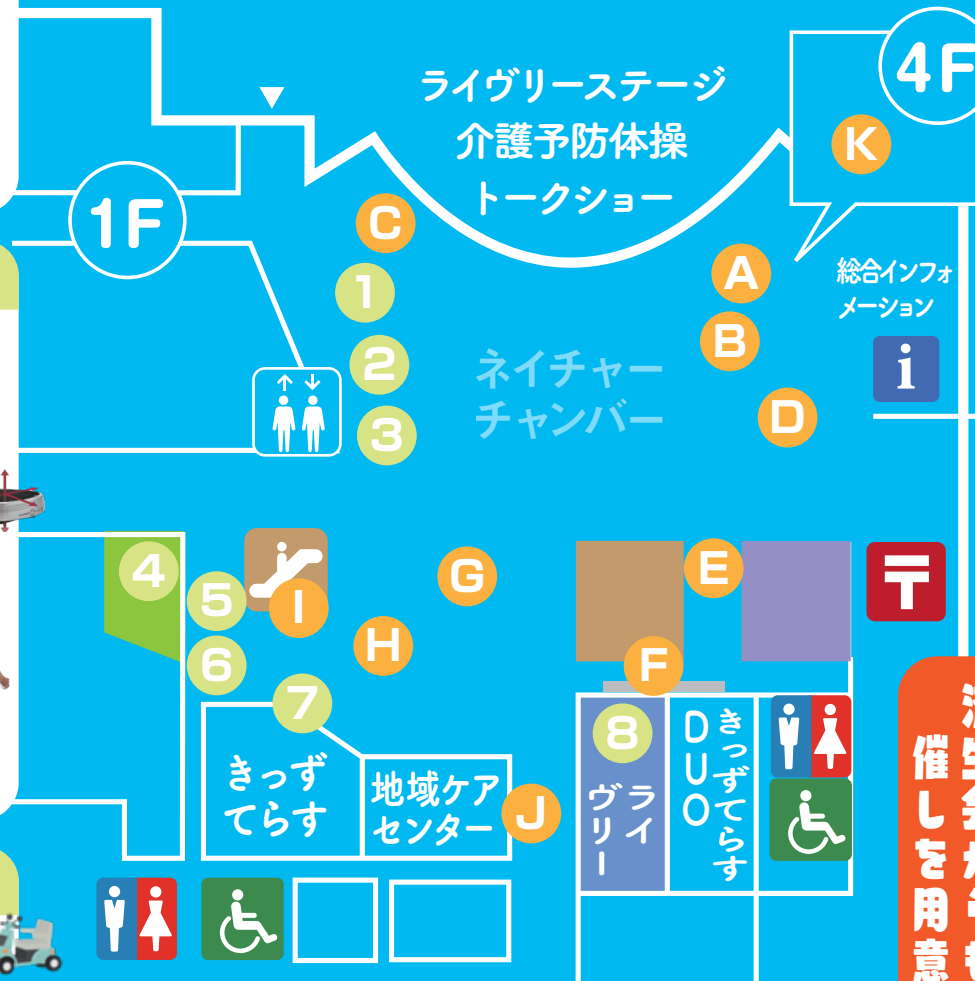 4F
K
ライヴリーステージ
介護予防体操
トークショー
1F
C
1
2
3
A
B
D
総合インフォ
メーション
i
ネイチャー
チャンバー
4
5
6
7
I
H
G
E
F
〒
きっず
てらす
地域ケア
センター
J
8
ライ
ヴリー
きっずてらす
DUO
催しを用意